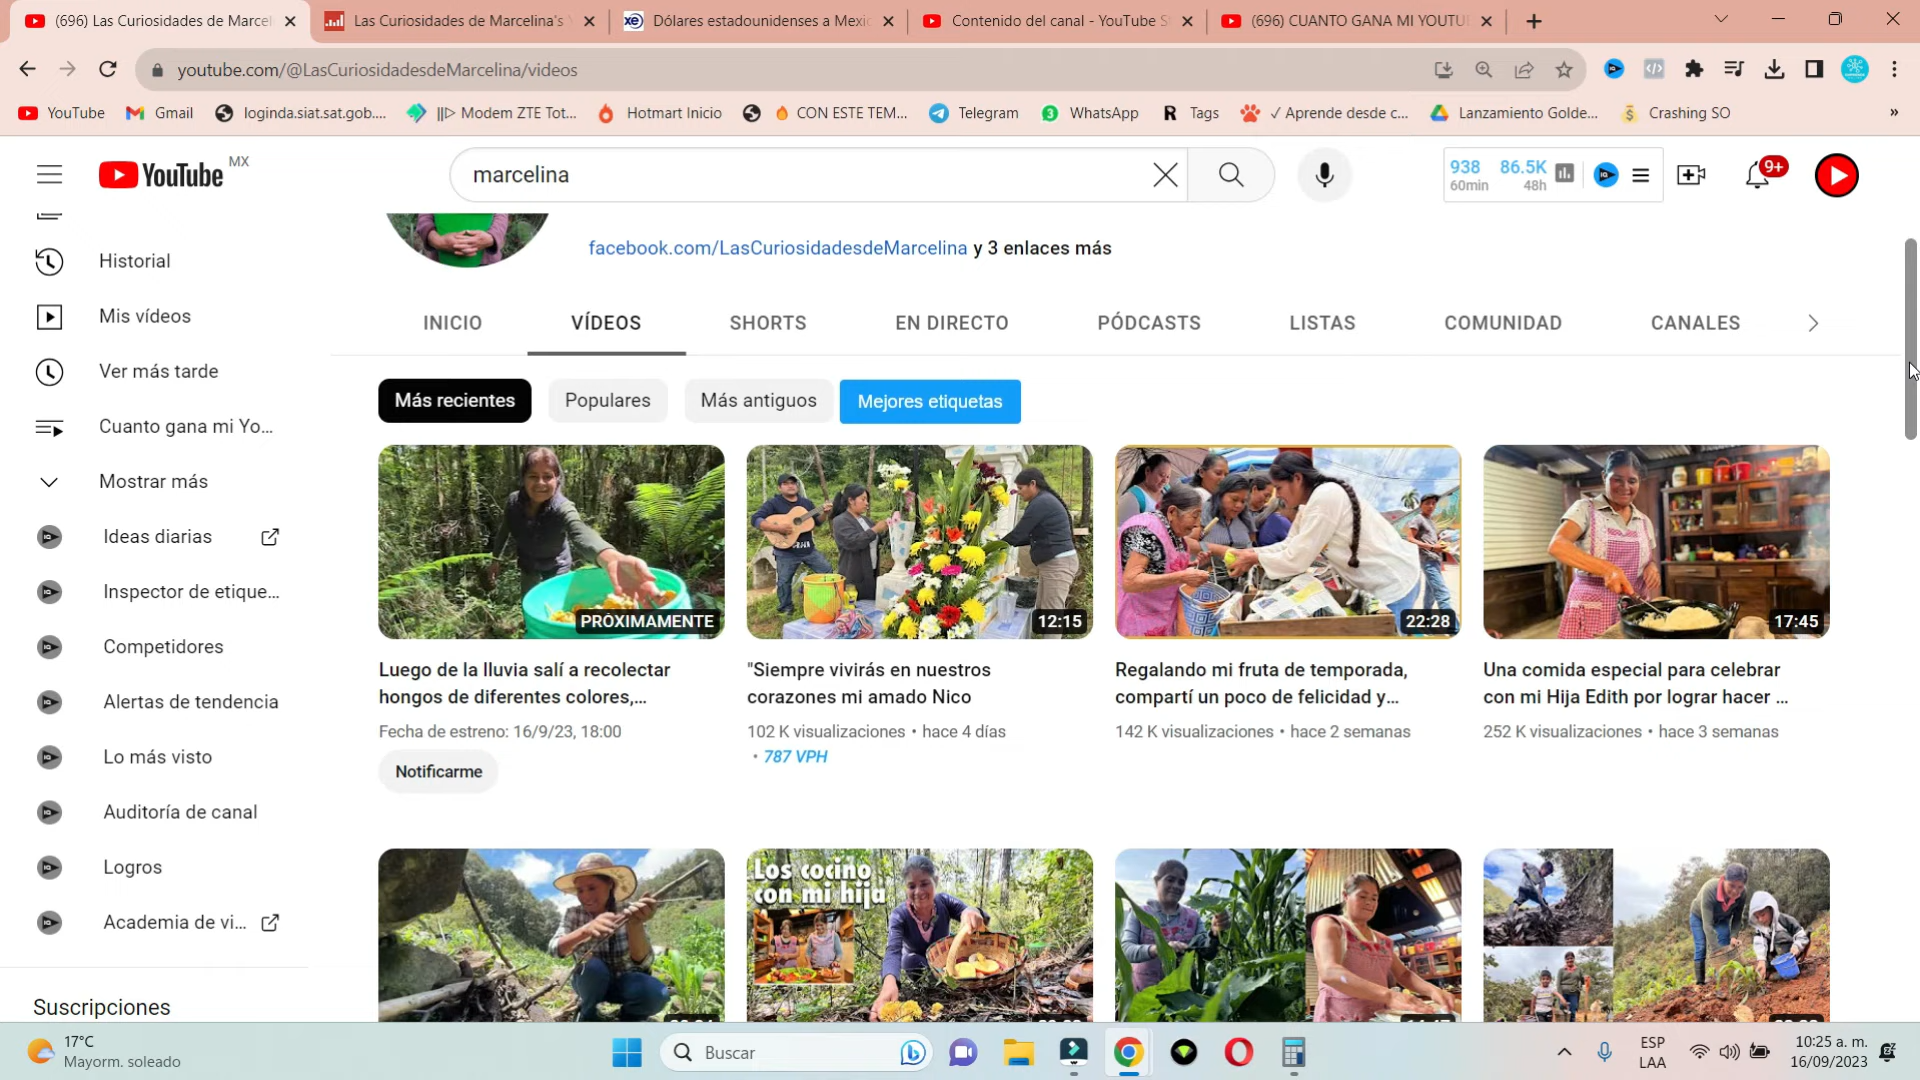 (696) Las Curiosidades de Marcel
Las Curiosidades de Marcelina's Y
Dólares estadounidenses a Mexic
Contenido del canal - YouTube S
(696) CUANTO GANA MI YOUTU
youtube.com/@LasCuriosidadesdeMarcelina/videos
YouTube
Gmail
loginda.siat.sat.gob....
||▷ Modem ZTE Tot...
Hotmart Inicio
CON ESTE TEM...
Telegram
WhatsApp
Tags
✓ Aprende desde c...
Lanzamiento Golde...
Crashing SO
»
YouTube MX
marcelina
938 86.5K
60min 48h
9+
facebook.com/LasCuriosidadesdeMarcelina y 3 enlaces más
Historial
Mis vídeos
Ver más tarde
Cuanto gana mi Yo...
Mostrar más
Ideas diarias
Inspector de etique...
Competidores
Alertas de tendencia
Lo más visto
Auditoría de canal
Logros
Academia de vi...
Suscripciones
INICIO VÍDEOS SHORTS EN DIRECTO PÓDCASTS LISTAS COMUNIDAD CANALES
Más recientes Populares Más antiguos Mejores etiquetas
PRÓXIMAMENTE
Luego de la lluvia salí a recolectar
hongos de diferentes colores,...
Fecha de estreno: 16/9/23, 18:00
Notificarme
12:15
"Siempre vivirás en nuestros
corazones mi amado Nico
102 K visualizaciones • hace 4 días
• 787 VPH
22:28
Regalando mi fruta de temporada,
compartí un poco de felicidad y...
142 K visualizaciones • hace 2 semanas
17:45
Una comida especial para celebrar
con mi Hija Edith por lograr hacer ...
252 K visualizaciones • hace 3 semanas
Los cocino
con mi hija
17°C
Mayorm. soleado
Buscar
ESP
LAA
10:25 a. m.
16/09/2023